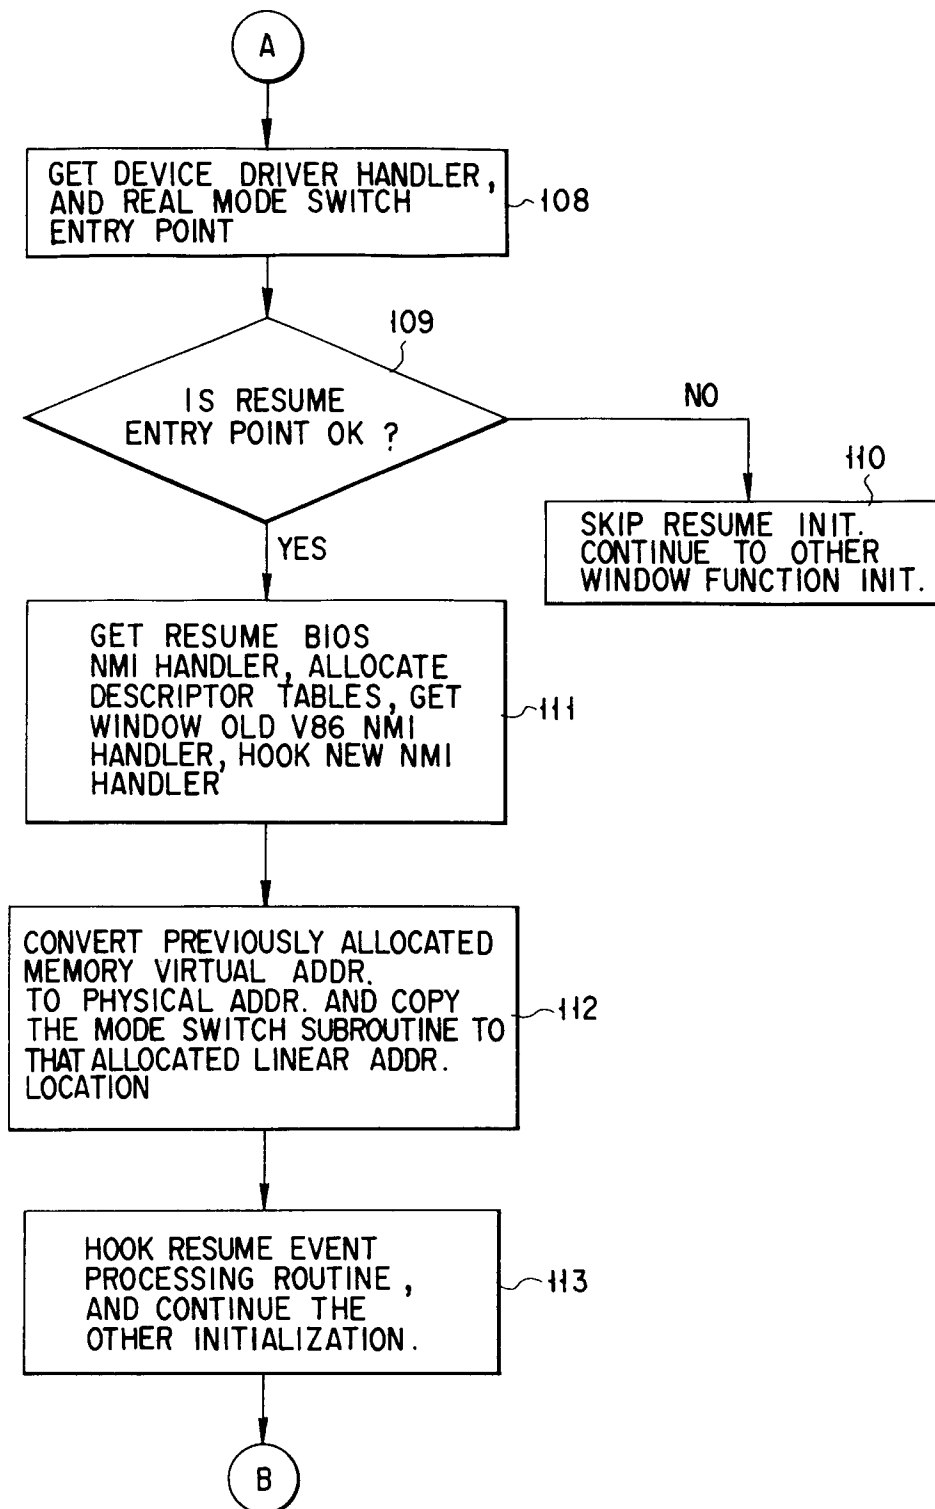 A
GET DEVICE DRIVER HANDLER,
AND REAL MODE SWITCH
ENTRY POINT
108
109
IS RESUME
ENTRY POINT OK ?
NO
110
SKIP RESUME INIT.
CONTINUE TO OTHER
WINDOW FUNCTION INIT.
YES
GET RESUME BIOS
NMI HANDLER, ALLOCATE
DESCRIPTOR TABLES, GET
WINDOW OLD V86 NMI
HANDLER, HOOK NEW NMI
HANDLER
111
CONVERT PREVIOUSLY ALLOCATED
MEMORY VIRTUAL ADDR.
TO PHYSICAL ADDR. AND COPY
THE MODE SWITCH SUBROUTINE TO
THAT ALLOCATED LINEAR ADDR.
LOCATION
112
HOOK RESUME EVENT
PROCESSING ROUTINE ,
AND CONTINUE THE
OTHER INITIALIZATION.
113
B